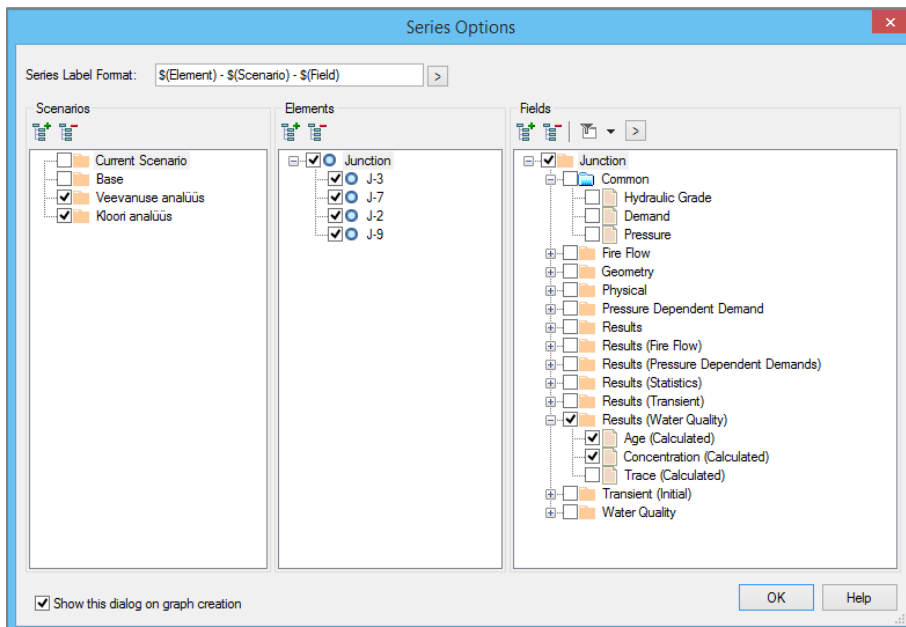 Series Options
Series Label Format: $(Element) - $(Scenario) - $(Field) >
Scenarios
Current Scenario
Base
Veevanuse analüüs
Kloori analüüs
Elements
Junction
J-3
J-7
J-2
J-9
Fields
>
Junction
Common
Hydraulic Grade
Demand
Pressure
Fire Flow
Geometry
Physical
Pressure Dependent Demand
Results
Results (Fire Flow)
Results (Pressure Dependent Demands)
Results (Statistics)
Results (Transient)
Results (Water Quality)
Age (Calculated)
Concentration (Calculated)
Trace (Calculated)
Transient (Initial)
Water Quality
Show this dialog on graph creation
OK
Help